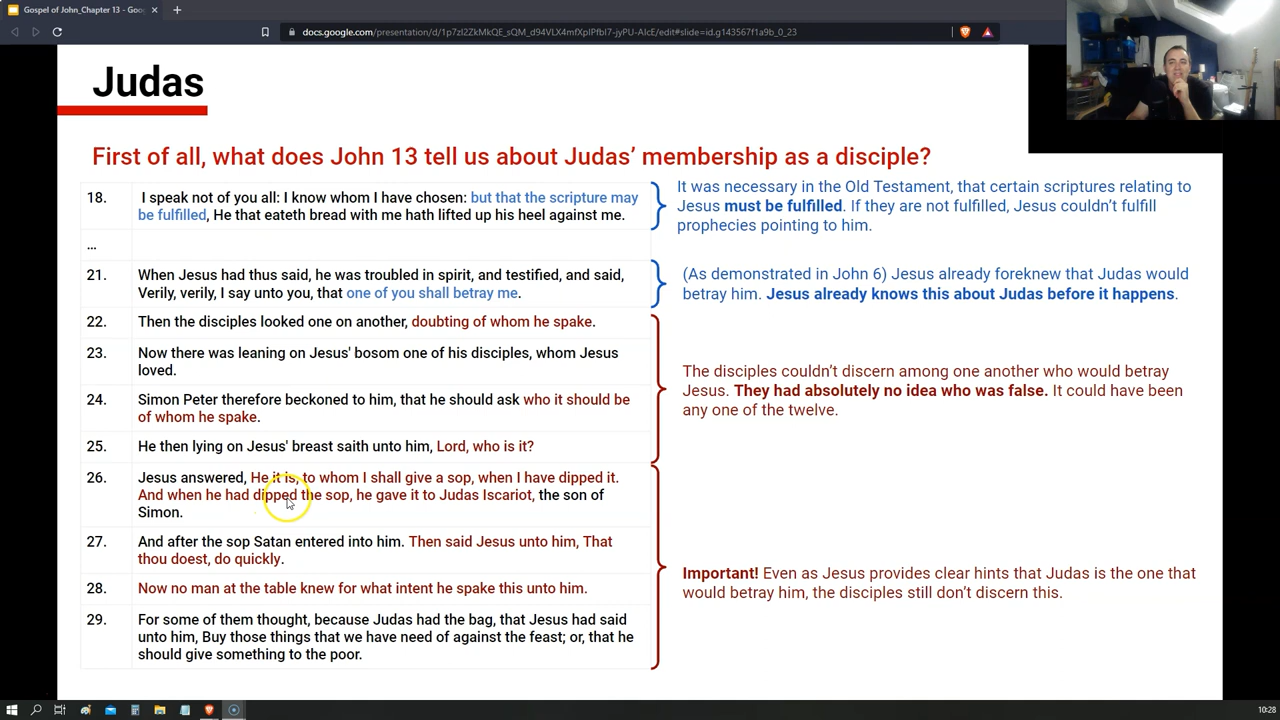 Gospel of John_Chapter 13 - Goo
docs.google.com/presentation/d/1p7zI2ZkMkQE_sQM_d94VLX4mfXpIPfbI7-jyPU-AIcE/edit#slide=id.g143567f1a9b_0_23
Judas
First of all, what does John 13 tell us about Judas’ membership as a disciple?
18. I speak not of you all: I know whom I have chosen: but that the scripture may
be fulfilled, He that eateth bread with me hath lifted up his heel against me.
It was necessary in the Old Testament, that certain scriptures relating to
Jesus must be fulfilled. If they are not fulfilled, Jesus couldn’t fulfill
prophecies pointing to him.
...
21. When Jesus had thus said, he was troubled in spirit, and testified, and said,
Verily, verily, I say unto you, that one of you shall betray me.
(As demonstrated in John 6) Jesus already foreknew that Judas would
betray him. Jesus already knows this about Judas before it happens.
22. Then the disciples looked one on another, doubting of whom he spake.
23. Now there was leaning on Jesus' bosom one of his disciples, whom Jesus
loved.
24. Simon Peter therefore beckoned to him, that he should ask who it should be
of whom he spake.
25. He then lying on Jesus' breast saith unto him, Lord, who is it?
The disciples couldn’t discern among one another who would betray
Jesus. They had absolutely no idea who was false. It could have been
any one of the twelve.
26. Jesus answered, He it is, to whom I shall give a sop, when I have dipped it.
And when he had dipped the sop, he gave it to Judas Iscariot, the son of
Simon.
27. And after the sop Satan entered into him. Then said Jesus unto him, That
thou doest, do quickly.
28. Now no man at the table knew for what intent he spake this unto him.
29. For some of them thought, because Judas had the bag, that Jesus had said
unto him, Buy those things that we have need of against the feast; or, that he
should give something to the poor.
Important! Even as Jesus provides clear hints that Judas is the one that
would betray him, the disciples still don’t discern this.
10:28